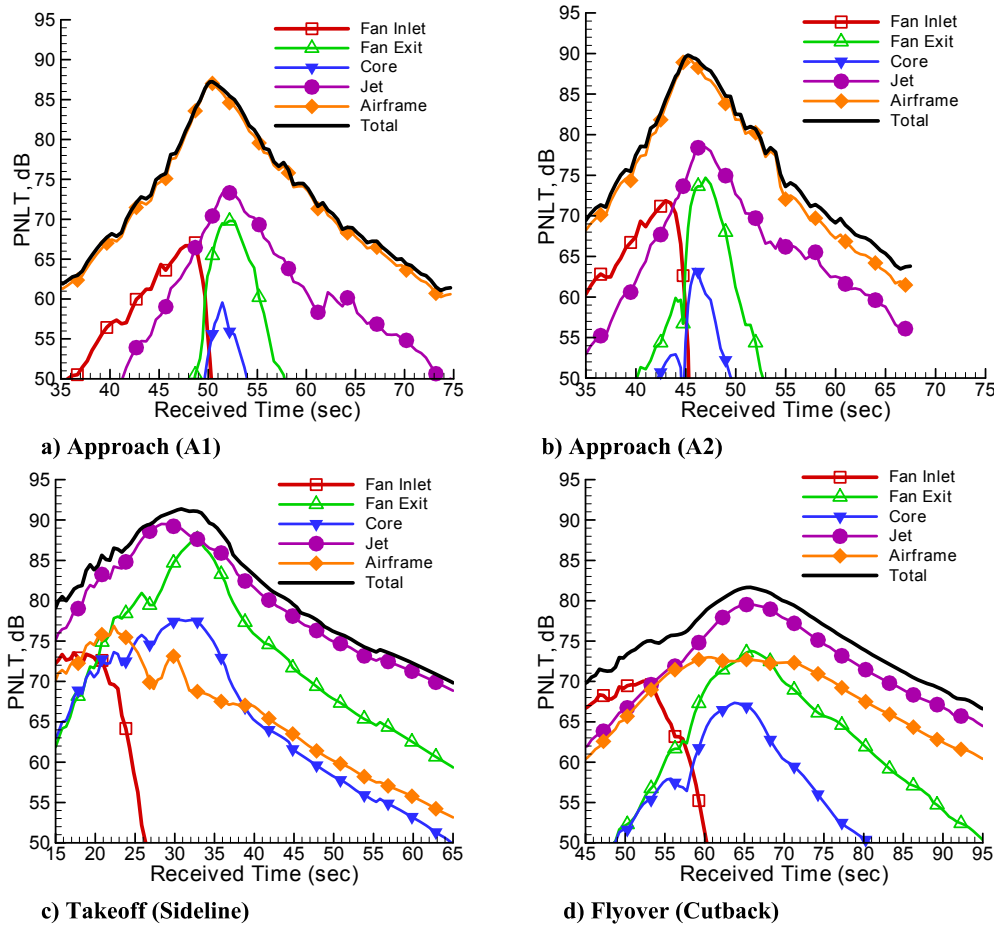 95
90
85
80
75
70
65
60
55
50
PNLT, dB
Fan Inlet
Fan Exit
Core
Jet
Airframe
Total
35 40 45 50 55 60 65 70 75
Received Time (sec)
a) Approach (A1)
95
90
85
80
75
70
65
60
55
50
PNLT, dB
Fan Inlet
Fan Exit
Core
Jet
Airframe
Total
35 40 45 50 55 60 65 70 75
Received Time (sec)
b) Approach (A2)
95
90
85
80
75
70
65
60
55
50
PNLT, dB
Fan Inlet
Fan Exit
Core
Jet
Airframe
Total
15 20 25 30 35 40 45 50 55 60 65
Received Time (sec)
c) Takeoff (Sideline)
95
90
85
80
75
70
65
60
55
50
PNLT, dB
Fan Inlet
Fan Exit
Core
Jet
Airframe
Total
45 50 55 60 65 70 75 80 85 90 95
Received Time (sec)
d) Flyover (Cutback)